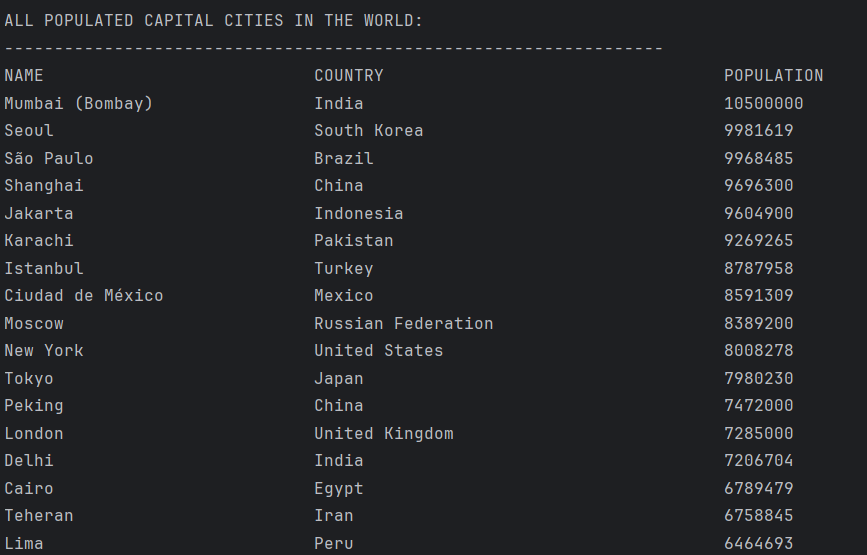 ALL POPULATED CAPITAL CITIES IN THE WORLD:
------------------------------------------------------------------
NAME COUNTRY POPULATION
Mumbai (Bombay) India 10500000
Seoul South Korea 9981619
São Paulo Brazil 9968485
Shanghai China 9696300
Jakarta Indonesia 9604900
Karachi Pakistan 9269265
Istanbul Turkey 8787958
Ciudad de México Mexico 8591309
Moscow Russian Federation 8389200
New York United States 8008278
Tokyo Japan 7980230
Peking China 7472000
London United Kingdom 7285000
Delhi India 7206704
Cairo Egypt 6789479
Teheran Iran 6758845
Lima Peru 6464693